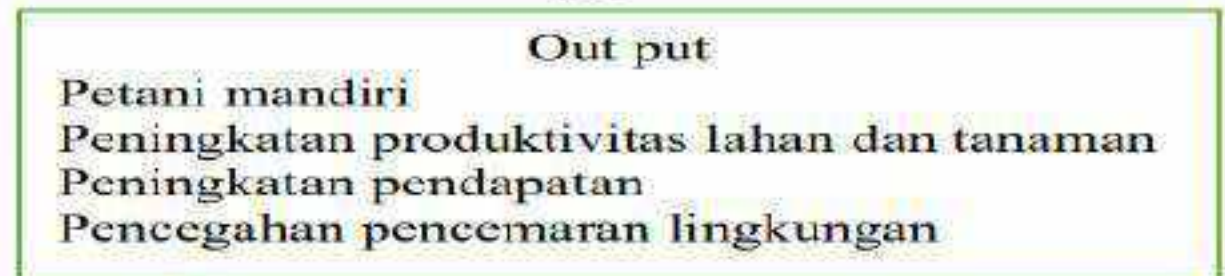 Out put
Petani mandiri
Peningkatan produktivitas lahan dan tanaman
Peningkatan pendapatan
Pencegahan pencemaran lingkungan